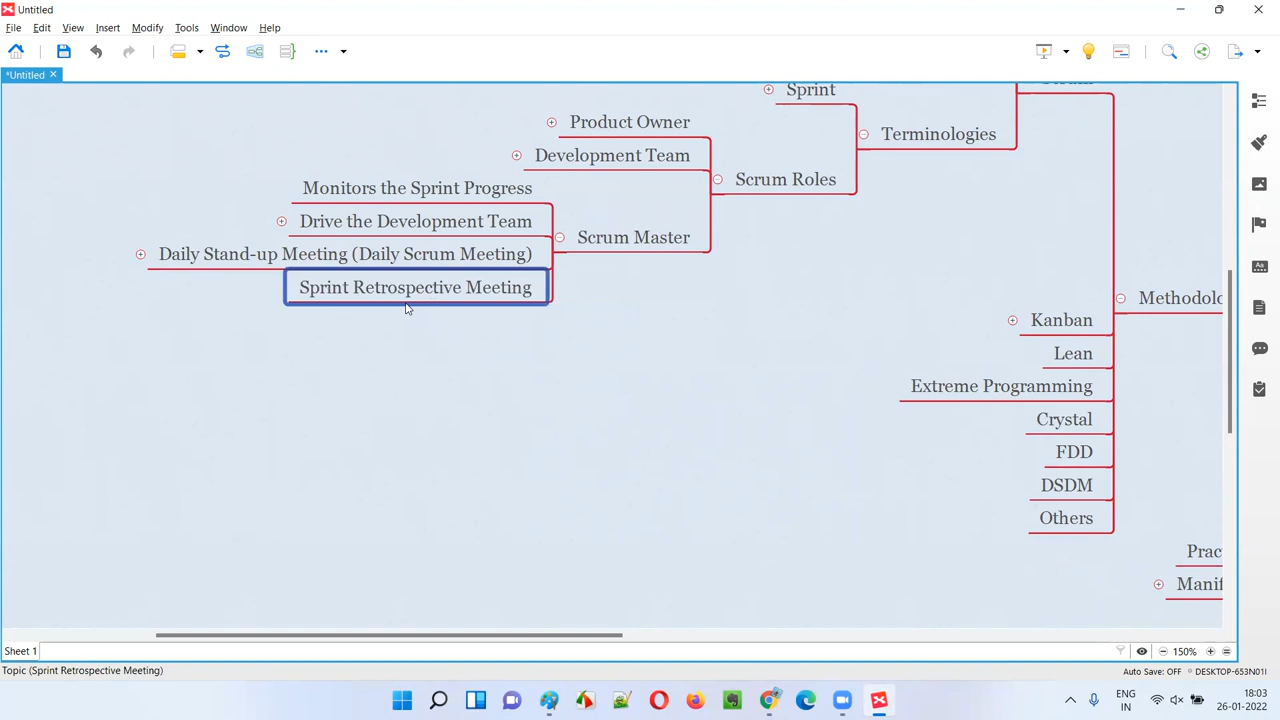 Untitled
File Edit View Insert Modify Tools Window Help
*Untitled
Sprint
Product Owner
Terminologies
Development Team
Scrum Roles
Monitors the Sprint Progress
Drive the Development Team
Scrum Master
Daily Stand-up Meeting (Daily Scrum Meeting)
Sprint Retrospective Meeting
Methodolo
Kanban
Lean
Extreme Programming
Crystal
FDD
DSDM
Others
Prac
Manif
Sheet 1
150%
Topic (Sprint Retrospective Meeting)
Auto Save: OFF
DESKTOP-653N01I
ENG
IN
18:03
26-01-2022